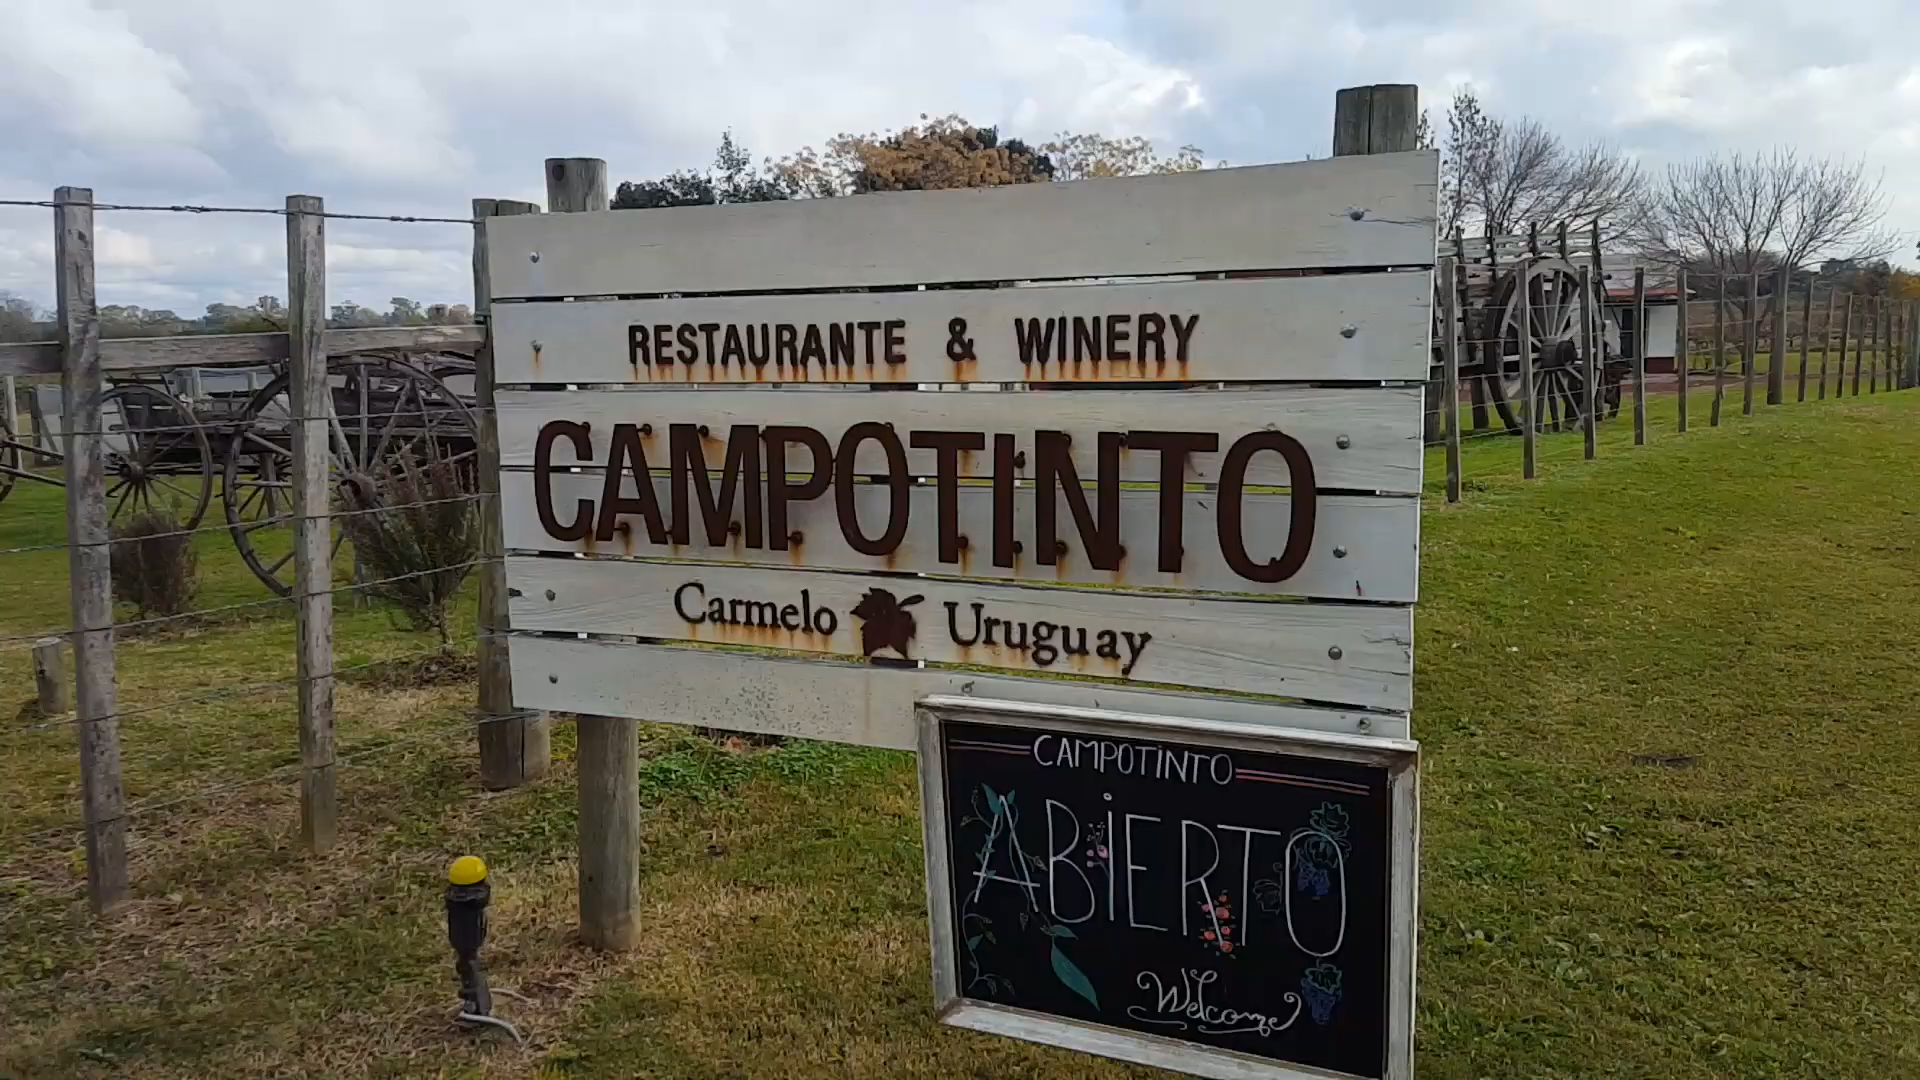 RESTAURANTE & WINERY
CAMPOTINTO
Carmelo Uruguay
CAMPOTINTO
ABiERTO
Welcome